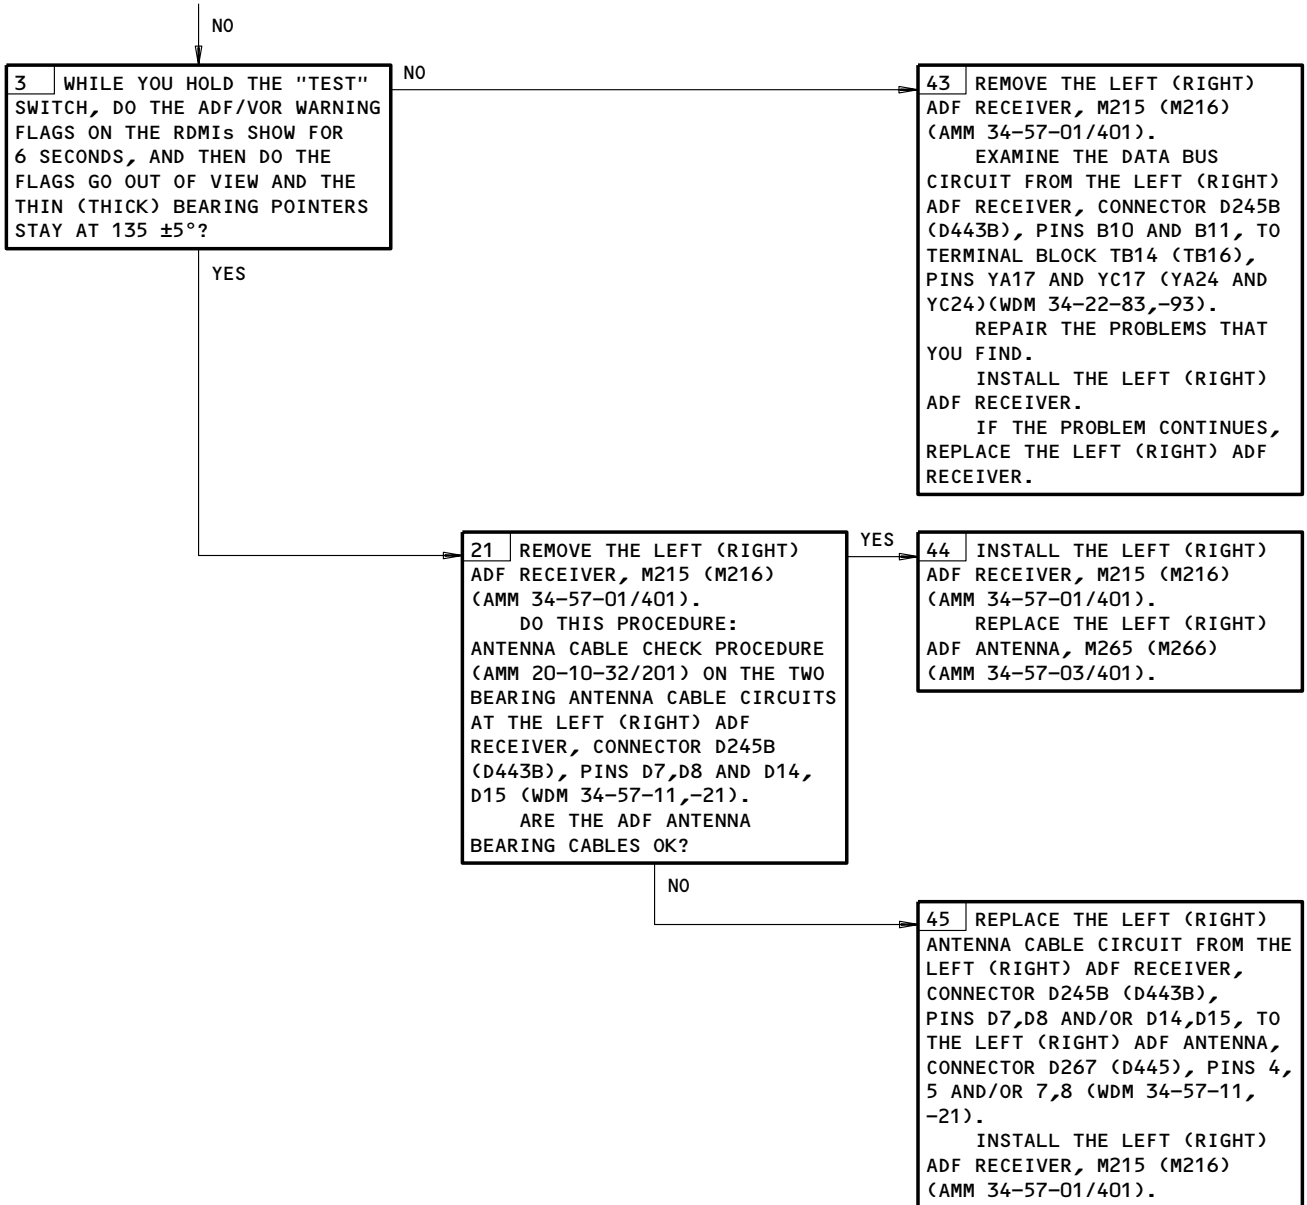 NO
3 WHILE YOU HOLD THE "TEST"
SWITCH, DO THE ADF/VOR WARNING
FLAGS ON THE RDMIs SHOW FOR
6 SECONDS, AND THEN DO THE
FLAGS GO OUT OF VIEW AND THE
THIN (THICK) BEARING POINTERS
STAY AT 135 ±5°?
NO
43 REMOVE THE LEFT (RIGHT)
ADF RECEIVER, M215 (M216)
(AMM 34-57-01/401).
EXAMINE THE DATA BUS
CIRCUIT FROM THE LEFT (RIGHT)
ADF RECEIVER, CONNECTOR D245B
(D443B), PINS B10 AND B11, TO
TERMINAL BLOCK TB14 (TB16),
PINS YA17 AND YC17 (YA24 AND
YC24)(WDM 34-22-83,-93).
REPAIR THE PROBLEMS THAT
YOU FIND.
INSTALL THE LEFT (RIGHT)
ADF RECEIVER.
IF THE PROBLEM CONTINUES,
REPLACE THE LEFT (RIGHT) ADF
RECEIVER.
YES
21 REMOVE THE LEFT (RIGHT)
ADF RECEIVER, M215 (M216)
(AMM 34-57-01/401).
DO THIS PROCEDURE:
ANTENNA CABLE CHECK PROCEDURE
(AMM 20-10-32/201) ON THE TWO
BEARING ANTENNA CABLE CIRCUITS
AT THE LEFT (RIGHT) ADF
RECEIVER, CONNECTOR D245B
(D443B), PINS D7,D8 AND D14,
D15 (WDM 34-57-11,-21).
ARE THE ADF ANTENNA
BEARING CABLES OK?
YES
44 INSTALL THE LEFT (RIGHT)
ADF RECEIVER, M215 (M216)
(AMM 34-57-01/401).
REPLACE THE LEFT (RIGHT)
ADF ANTENNA, M265 (M266)
(AMM 34-57-03/401).
NO
45 REPLACE THE LEFT (RIGHT)
ANTENNA CABLE CIRCUIT FROM THE
LEFT (RIGHT) ADF RECEIVER,
CONNECTOR D245B (D443B),
PINS D7,D8 AND/OR D14,D15, TO
THE LEFT (RIGHT) ADF ANTENNA,
CONNECTOR D267 (D445), PINS 4,
5 AND/OR 7,8 (WDM 34-57-11,
-21).
INSTALL THE LEFT (RIGHT)
ADF RECEIVER, M215 (M216)
(AMM 34-57-01/401).